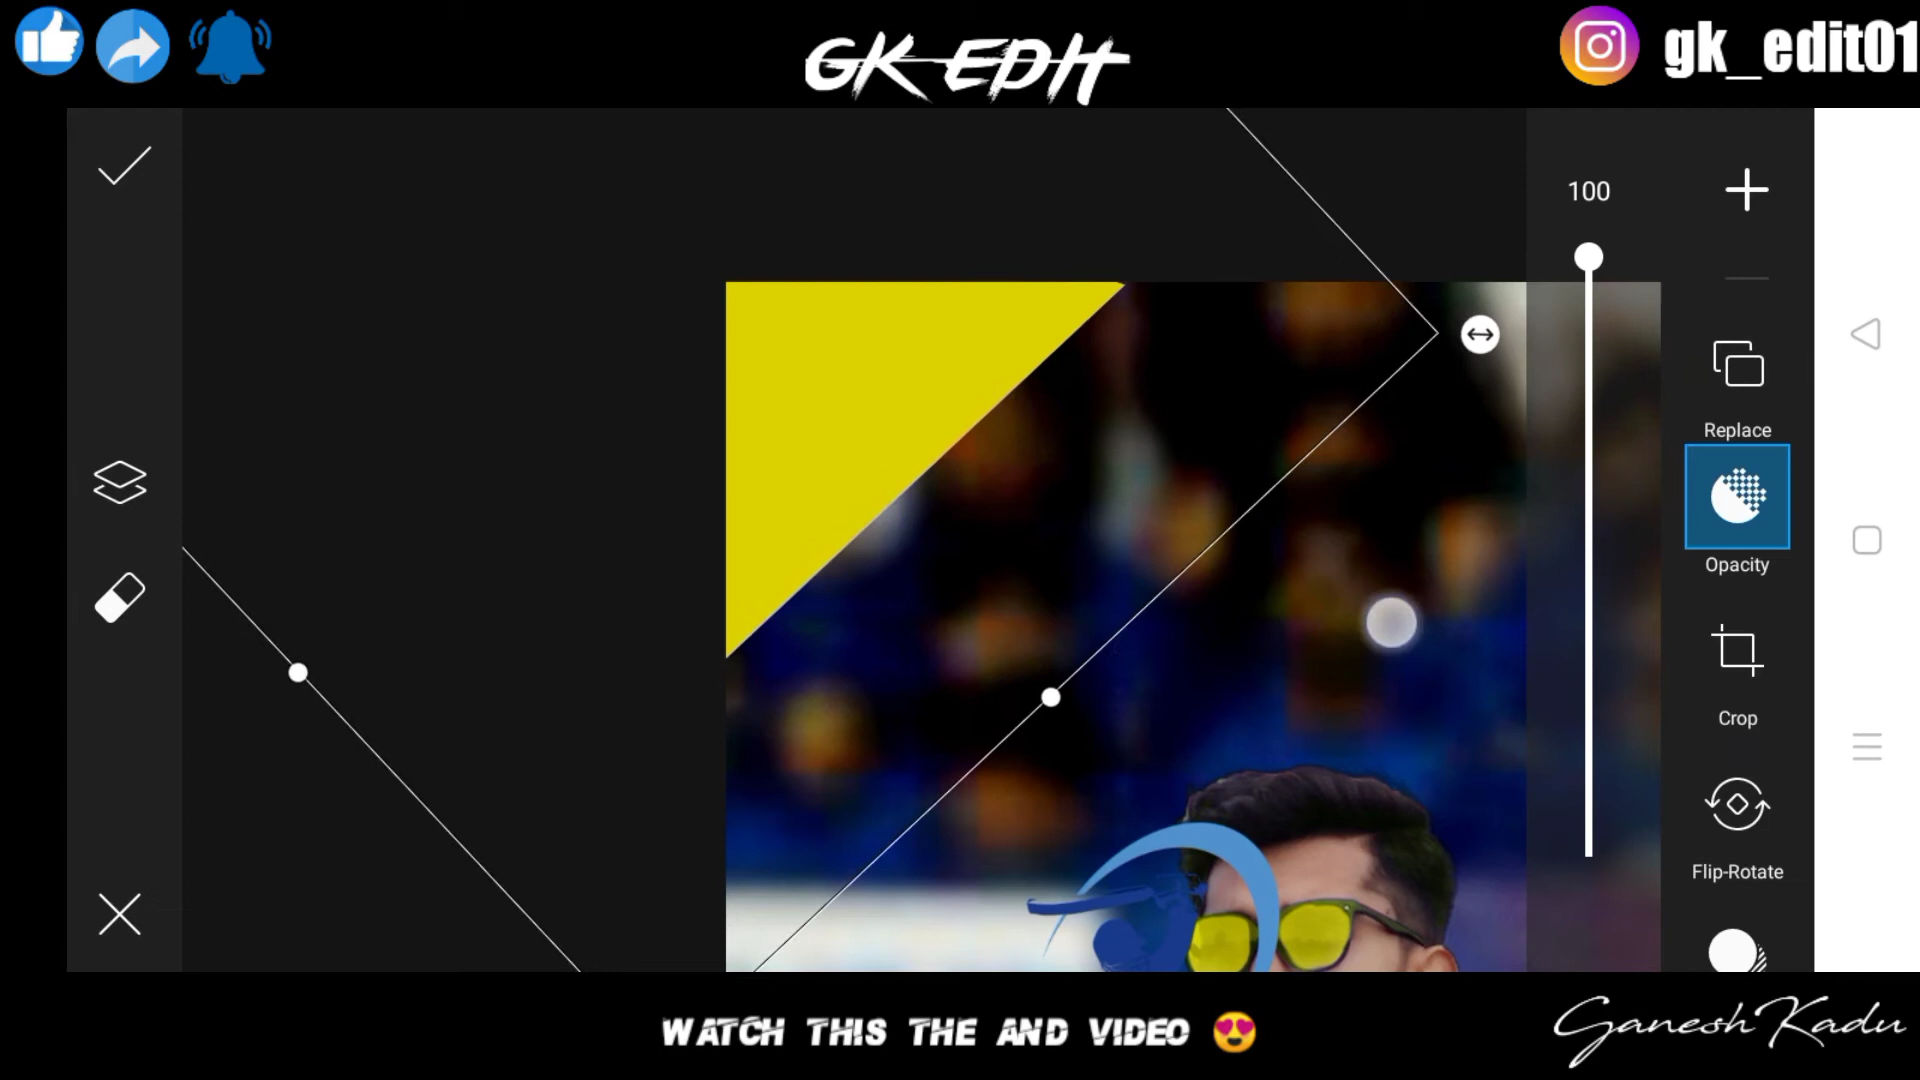 GK EDIT
gk_edit01
100
Replace
Opacity
Crop
Flip-Rotate
WATCH THIS THE AND VIDEO 😍
Ganesh Kadu